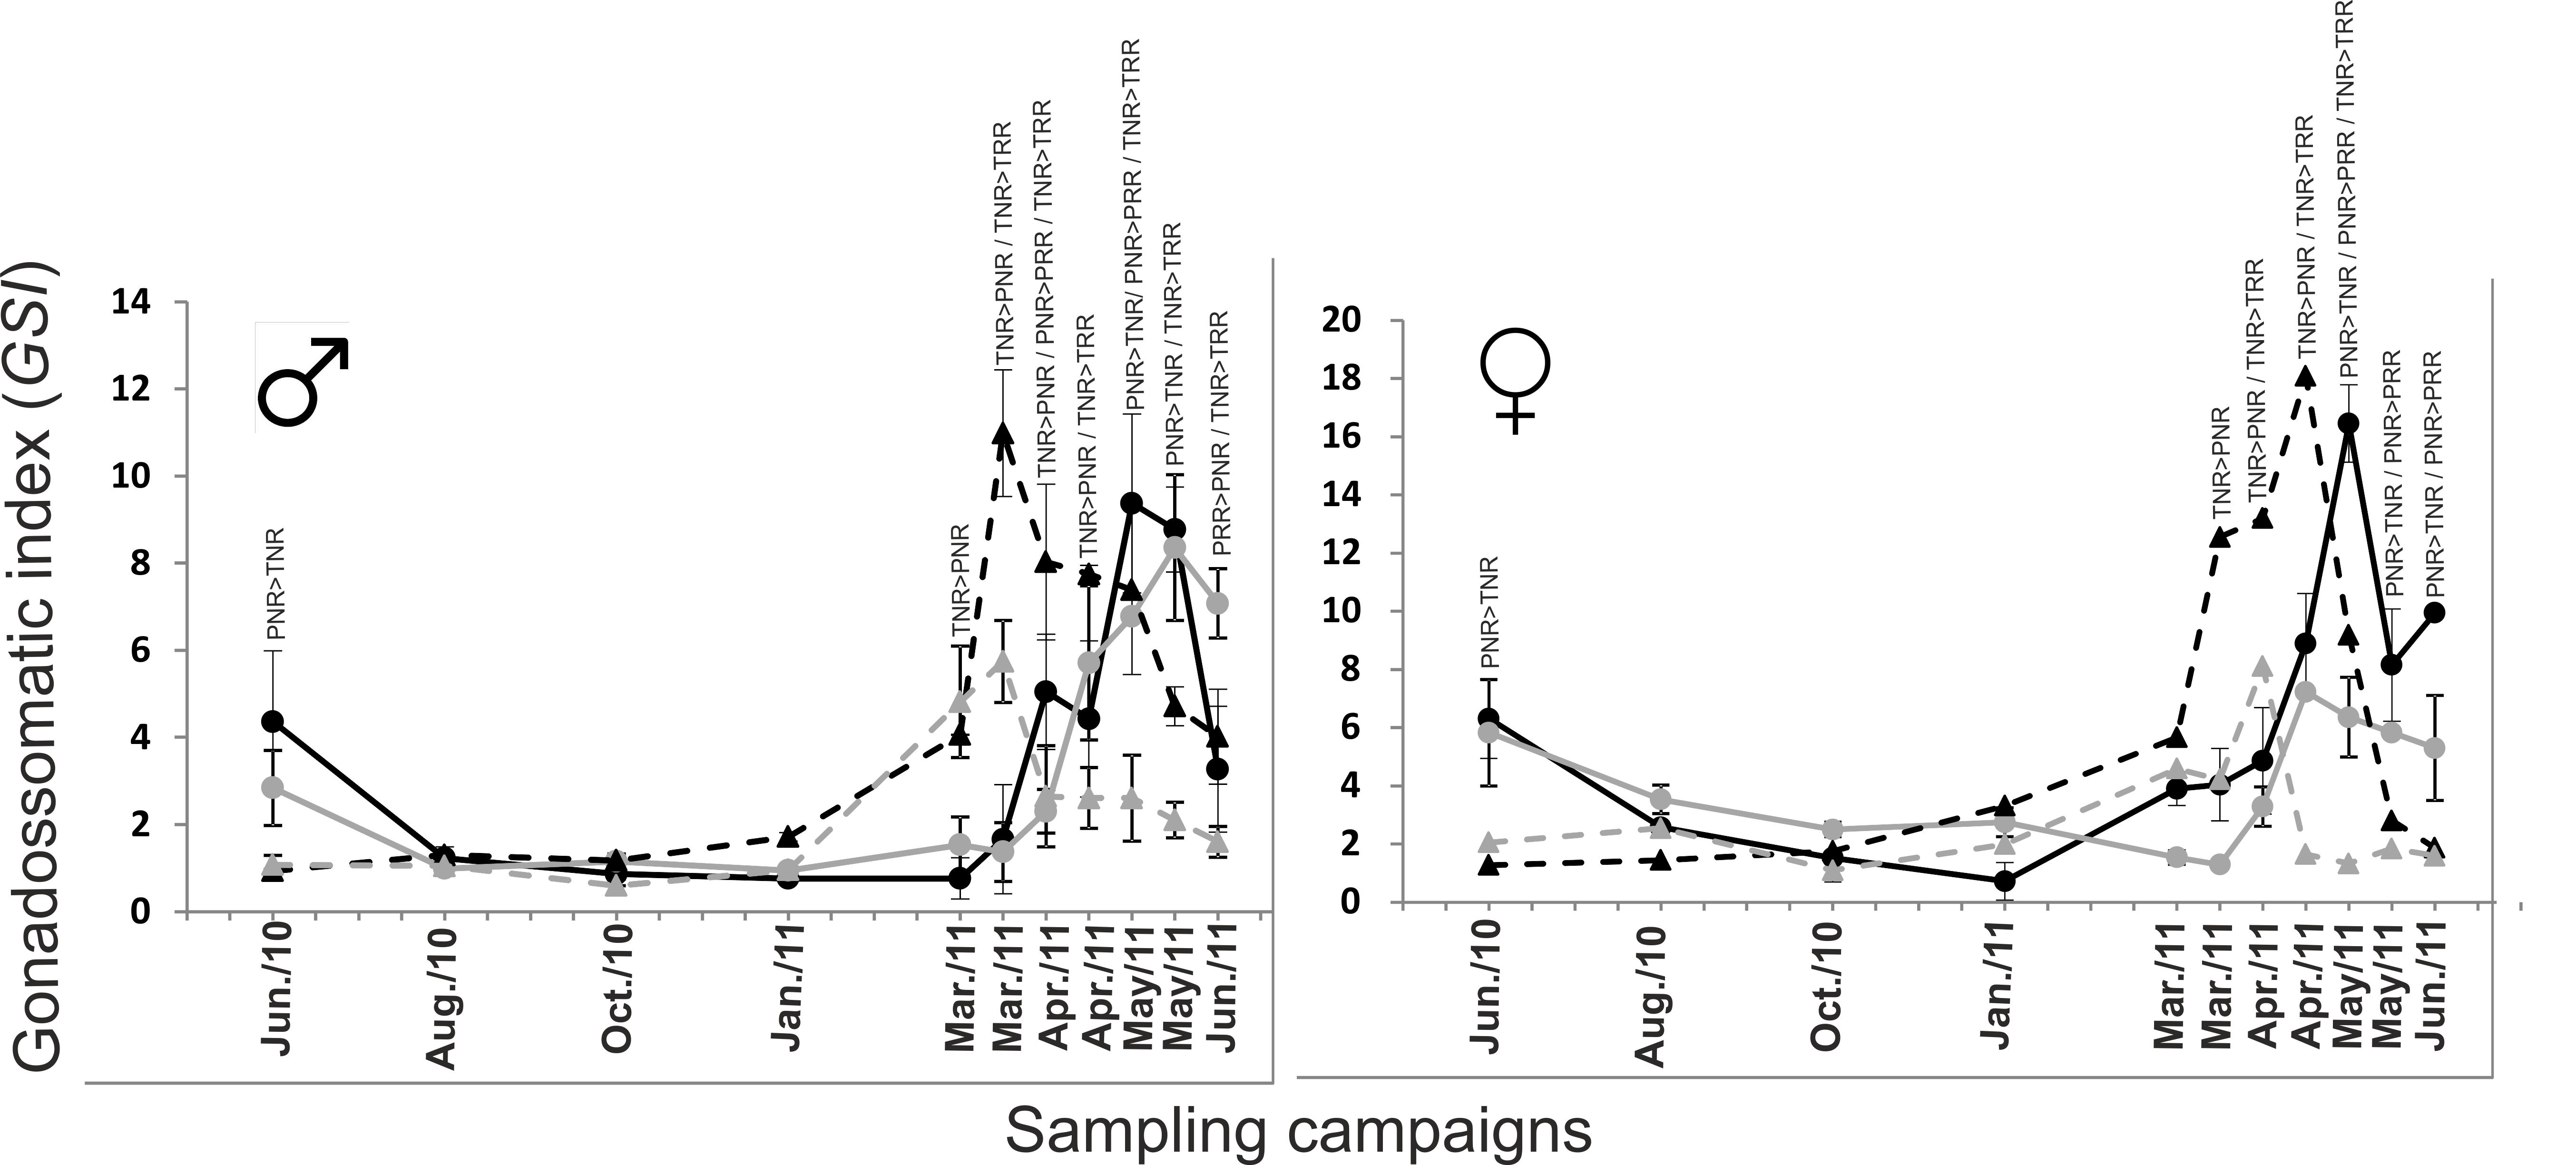 Gonadossomatic index (GSI)
14
12
10
8
6
4
2
0
♂
PNR>TNR
TNR>PNR
TNR>PNR / TNR>TRR
TNR>PNR / PNR>PRR / TNR>TRR
TNR>PNR / TNR>TRR
PNR>TNR/ PNR>PRR / TNR>TRR
PNR>TNR / TNR>TRR
PRR>PNR / TNR>TRR
Jun./10
Aug./10
Oct./10
Jan./11
Mar./11
Mar./11
Apr./11
Apr./11
May/11
May/11
Jun./11
20
18
16
14
12
10
8
6
4
2
0
♀
PNR>TNR
TNR>PNR
TNR>PNR / TNR>TRR
TNR>PNR / TNR>TRR
PNR>TNR / PNR>PRR / TNR>TRR
PNR>TNR / PNR>PRR
PNR>TNR / PNR>PRR
Jun./10
Aug./10
Oct./10
Jan./11
Mar./11
Mar./11
Apr./11
Apr./11
May/11
May/11
Jun./11
Sampling campaigns